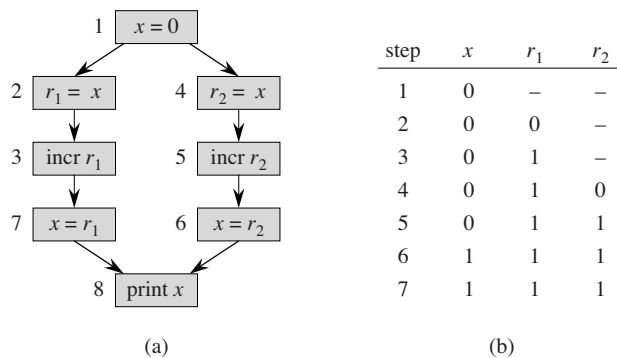 1 x = 0
2 r1 = x 4 r2 = x
3 incr r1 5 incr r2
7 x = r1 6 x = r2
8 print x
(a)
step x r1 r2
1 0 – –
2 0 0 –
3 0 1 –
4 0 1 0
5 0 1 1
6 1 1 1
7 1 1 1
(b)